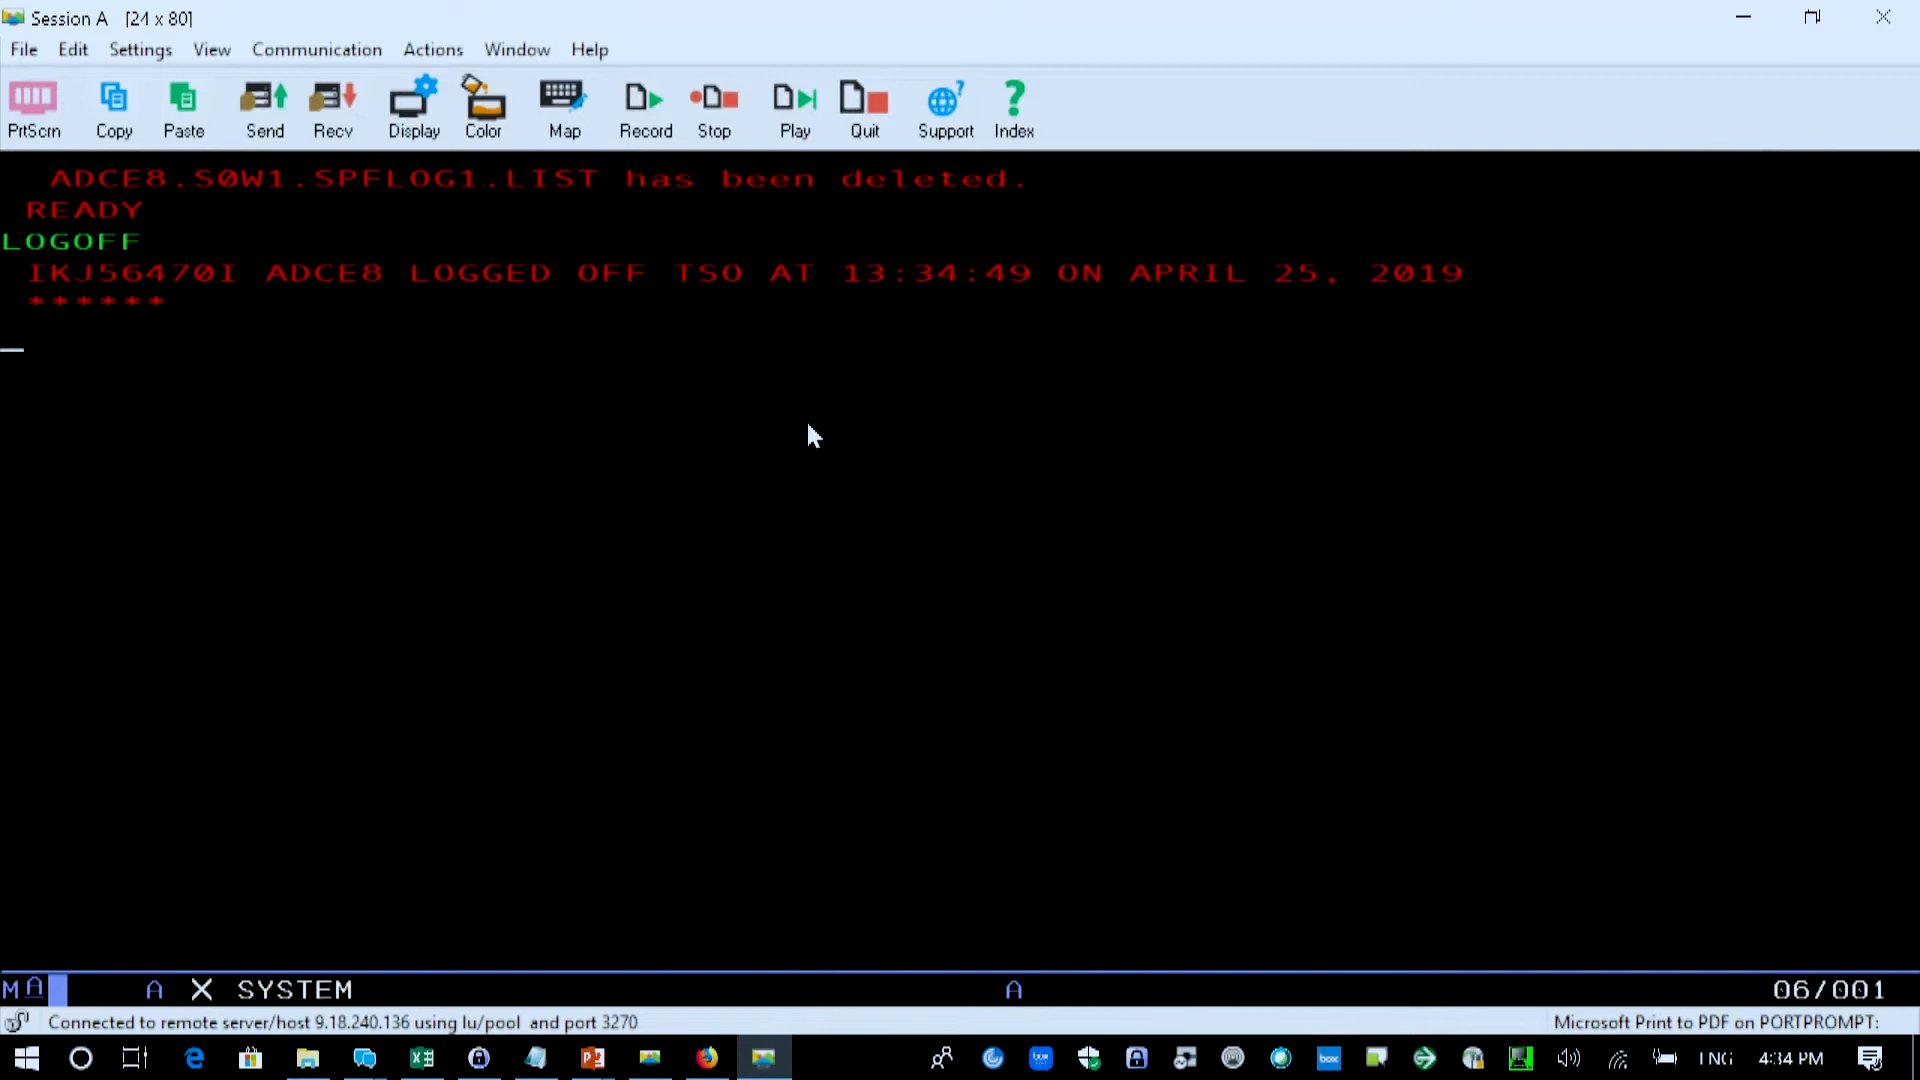 Session A [24 x 80]
File Edit Settings View Communication Actions Window Help
PrtScrn Copy Paste Send Recv Display Color Map Record Stop Play Quit Support Index
ADCE8.S0W1.SPFLOG1.LIST has been deleted.
READY
LOGOFF
IKJ56470I ADCE8 LOGGED OFF TSO AT 13:34:49 ON APRIL 25, 2019
******
MA A X SYSTEM A 06/001
Connected to remote server/host 9.18.240.136 using lu/pool and port 3270 Microsoft Print to PDF on PORTPROMPT:
box ENG 4:34 PM